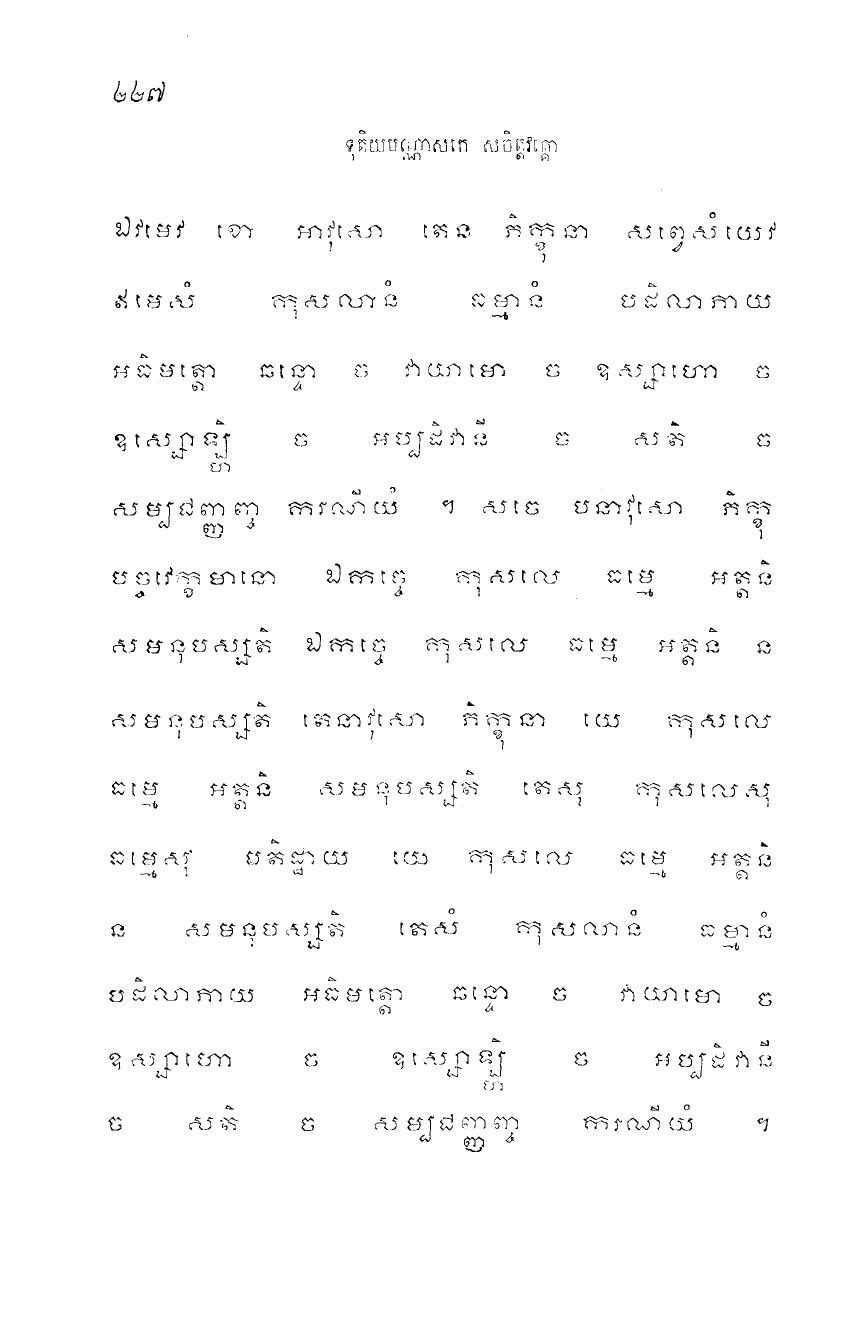 ២២៧
ទុតិយបណ្ណាសកេ សចិត្តវគ្គោ
ឯវមេវ ខោ អាវុសោ តេន ភិក្ខុនា សព្វេសំយេវ
ឥមេសំ កុសលានំ ធម្មានំ បដិលាភាយ
អធិមត្តោ ឆន្ទោ ច វាយាមោ ច ឧស្សាហោ ច
ឧស្សោឡ្ហិ ច អប្បដិវានី ច សតិ ច
សម្បជញ្ញញ្ច ករណីយំ ។ សចេ បនាវុសោ ភិក្ខុ
បច្ចវេក្ខមានោ ឯកច្ចេ កុសលេ ធម្មេ អត្តនិ
សមនុបស្សតិ ឯកច្ចេ កុសលេ ធម្មេ អត្តនិ ន
សមនុបស្សតិ តេនាវុសោ ភិក្ខុនា យេ កុសលេ
ធម្មេ អត្តនិ សមនុបស្សតិ តេសុ កុសលេសុ
ធម្មេសុ បតិដ្ឋាយ យេ កុសលេ ធម្មេ អត្តនិ
ន សមនុបស្សតិ តេសំ កុសលានំ ធម្មានំ
បដិលាភាយ អធិមត្តោ ឆន្ទោ ច វាយាមោ ច
ឧស្សាហោ ច ឧស្សោឡ្ហិ ច អប្បដិវានី
ច សតិ ច សម្បជញ្ញញ្ច ករណីយំ ។